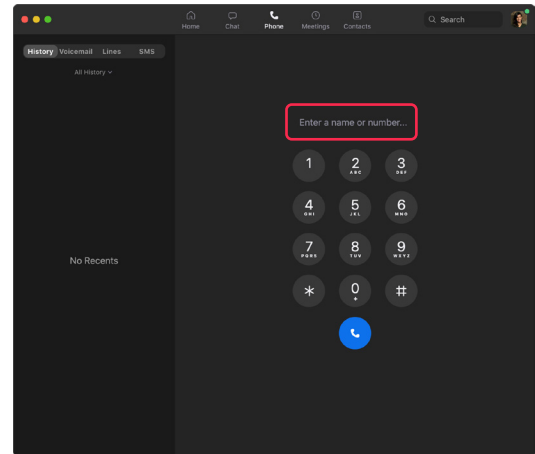 Home Chat Phone Meetings Contacts
Search
History Voicemail Lines SMS
All History
No Recents
Enter a name or number...
1 2 3
ABC DEF
4 5 6
GHI JKL MNO
7 8 9
PQRS TUV WXYZ
* 0 #
+